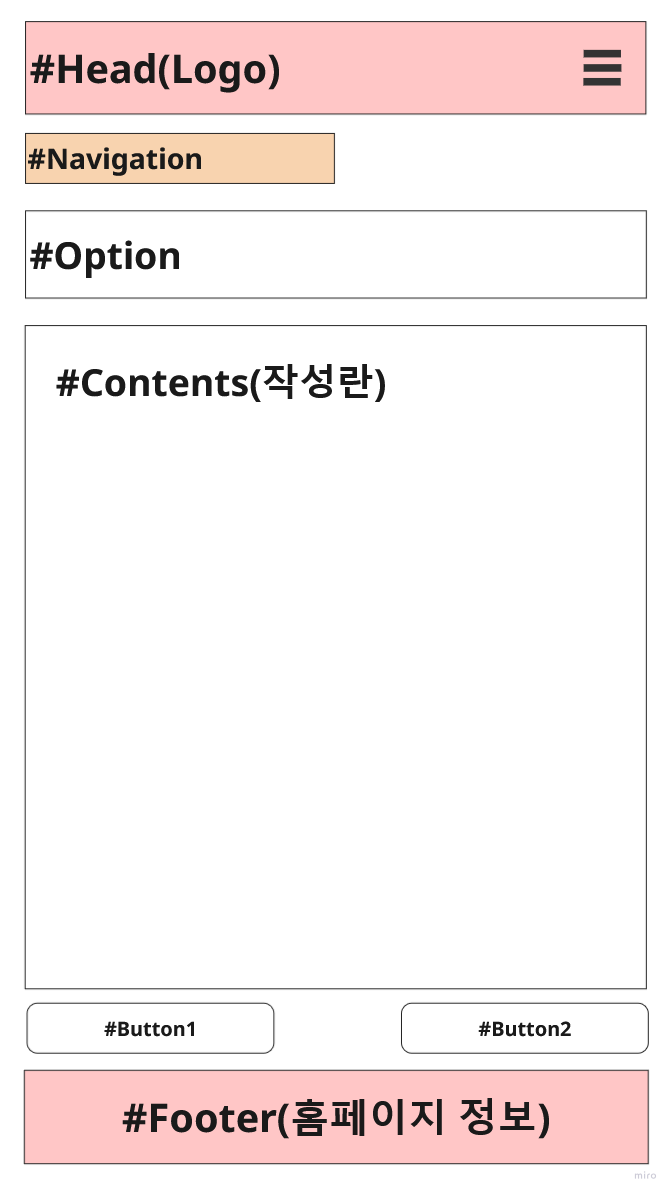 #Head(Logo)
#Navigation
#Option
#Contents(작성란)
#Button1
#Button2
#Footer(홈페이지 정보)
miro